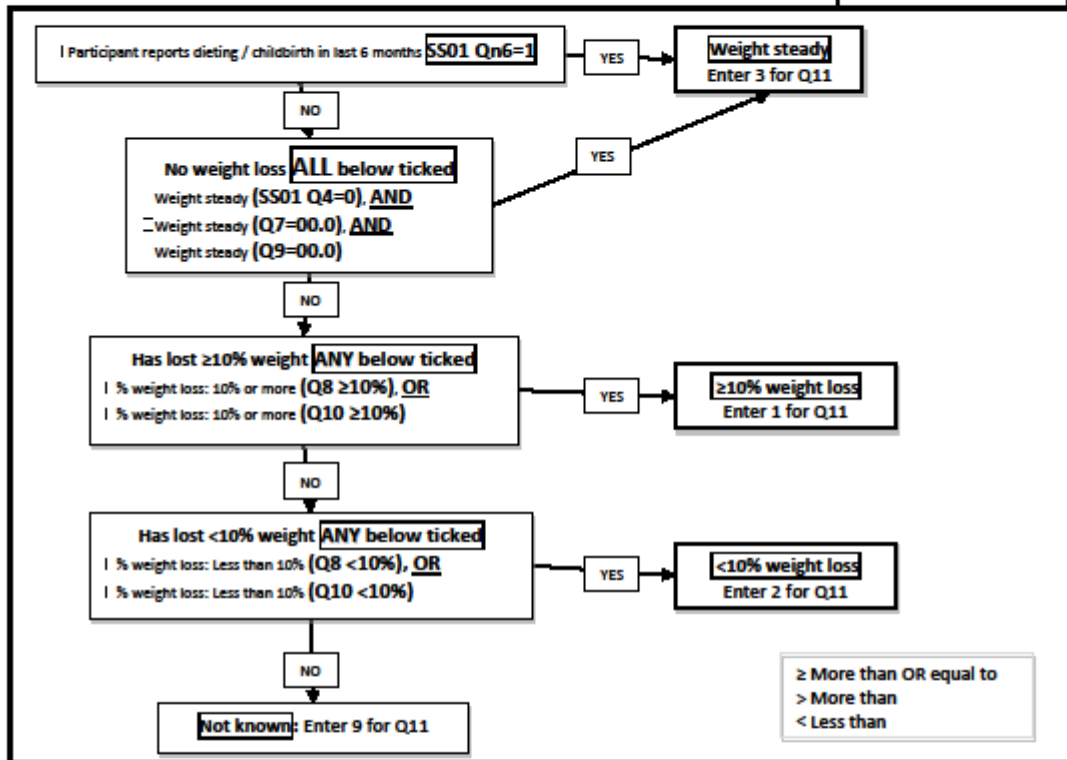 Participant reports dieting / childbirth in last 6 months SS01 Qn6=1
YES
Weight steady
Enter 3 for Q11
NO
No weight loss ALL below ticked
Weight steady (SS01 Q4=0), AND
Weight steady (Q7=00.0), AND
Weight steady (Q9=00.0)
YES
NO
Has lost ≥10% weight ANY below ticked
% weight loss: 10% or more (Q8 ≥10%), OR
% weight loss: 10% or more (Q10 ≥10%)
YES
≥10% weight loss
Enter 1 for Q11
NO
Has lost <10% weight ANY below ticked
% weight loss: Less than 10% (Q8 <10%), OR
% weight loss: Less than 10% (Q10 <10%)
YES
<10% weight loss
Enter 2 for Q11
NO
Not known: Enter 9 for Q11
≥ More than OR equal to
> More than
< Less than